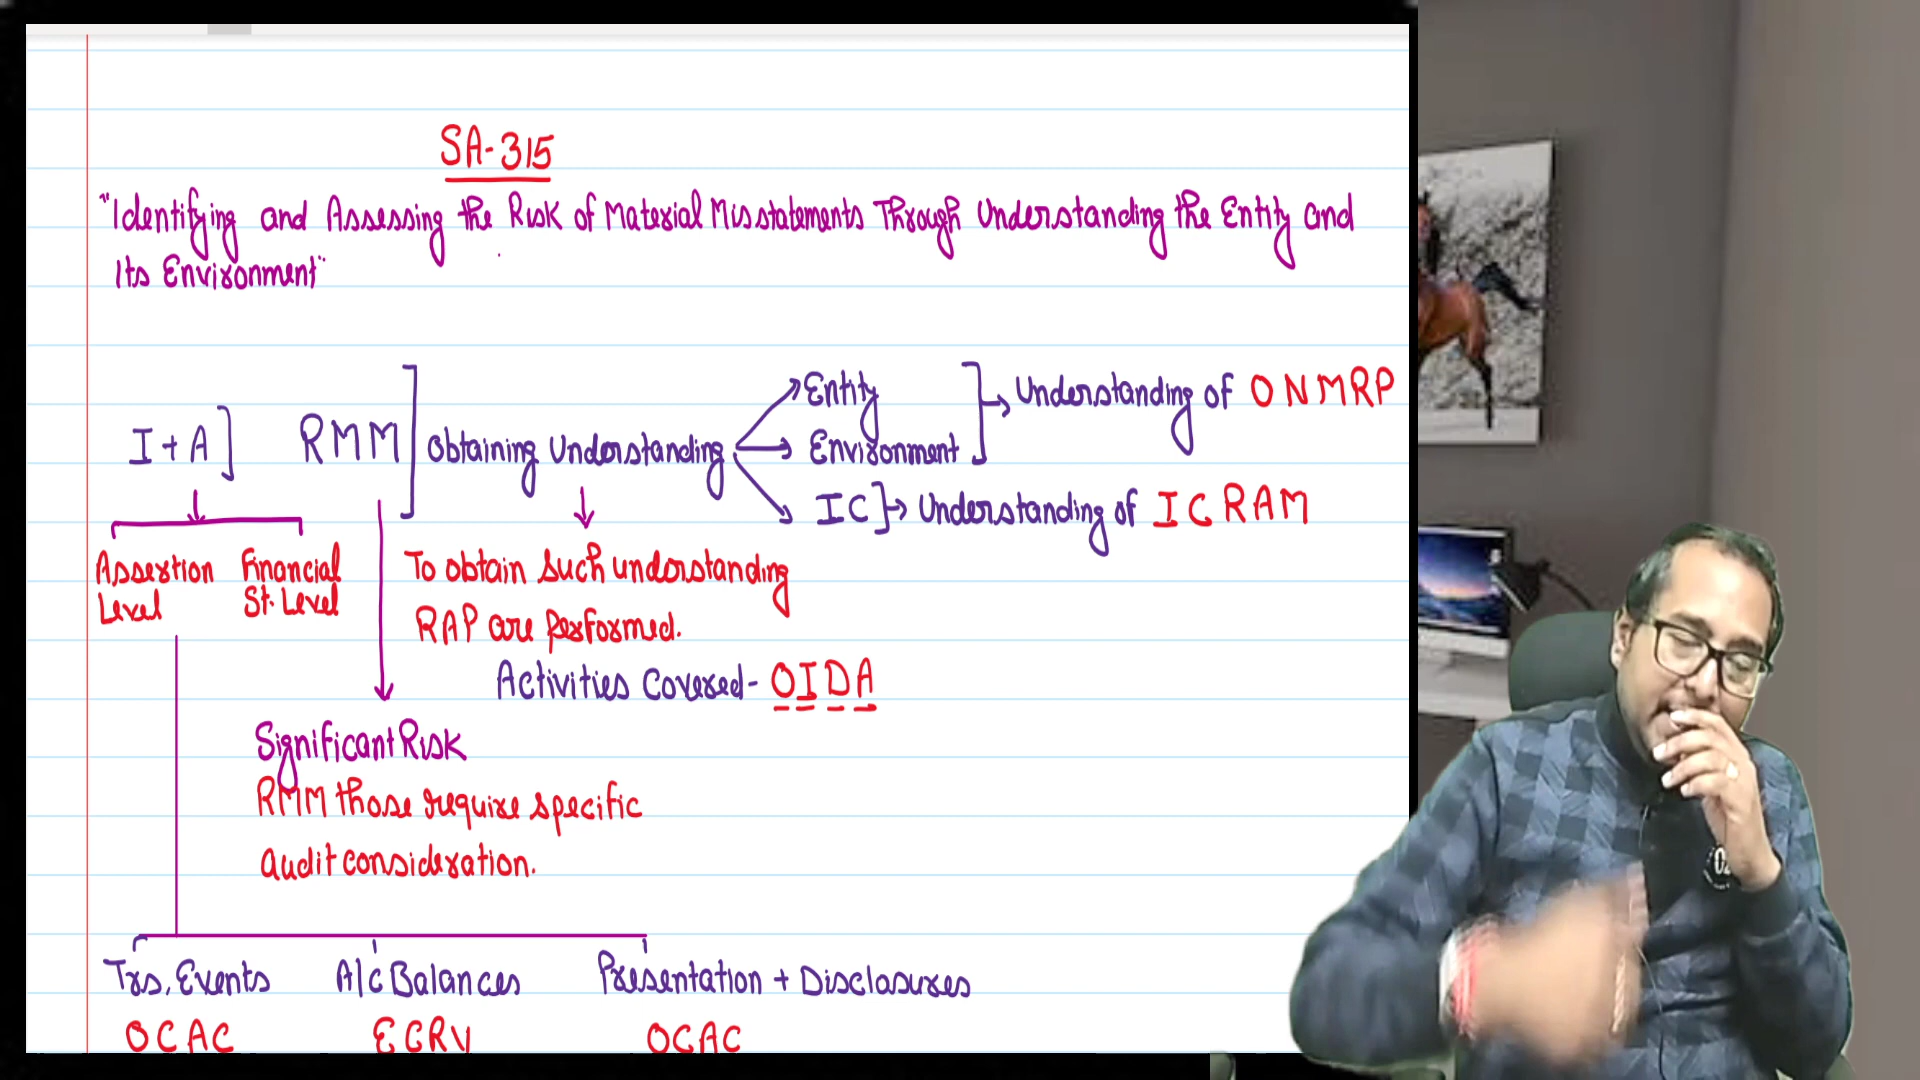 SA-315
"Identifying and Assessing the Risk of Material Misstatements Through Understanding the Entity and
Its Environment"
I + A] RMM] Obtaining Understanding
Entity
Environment
Understanding of ONMRP
IC}→ Understanding of ICRAM
Assertion Level
Financial St. Level
To obtain such understanding
RAP are performed.
Activities Covered- OIDA
Significant Risk
RMM those require specific
audit consideration.
Trs, Events A/c Balances Presentation + Disclosures
OCAC ECRV OCAC